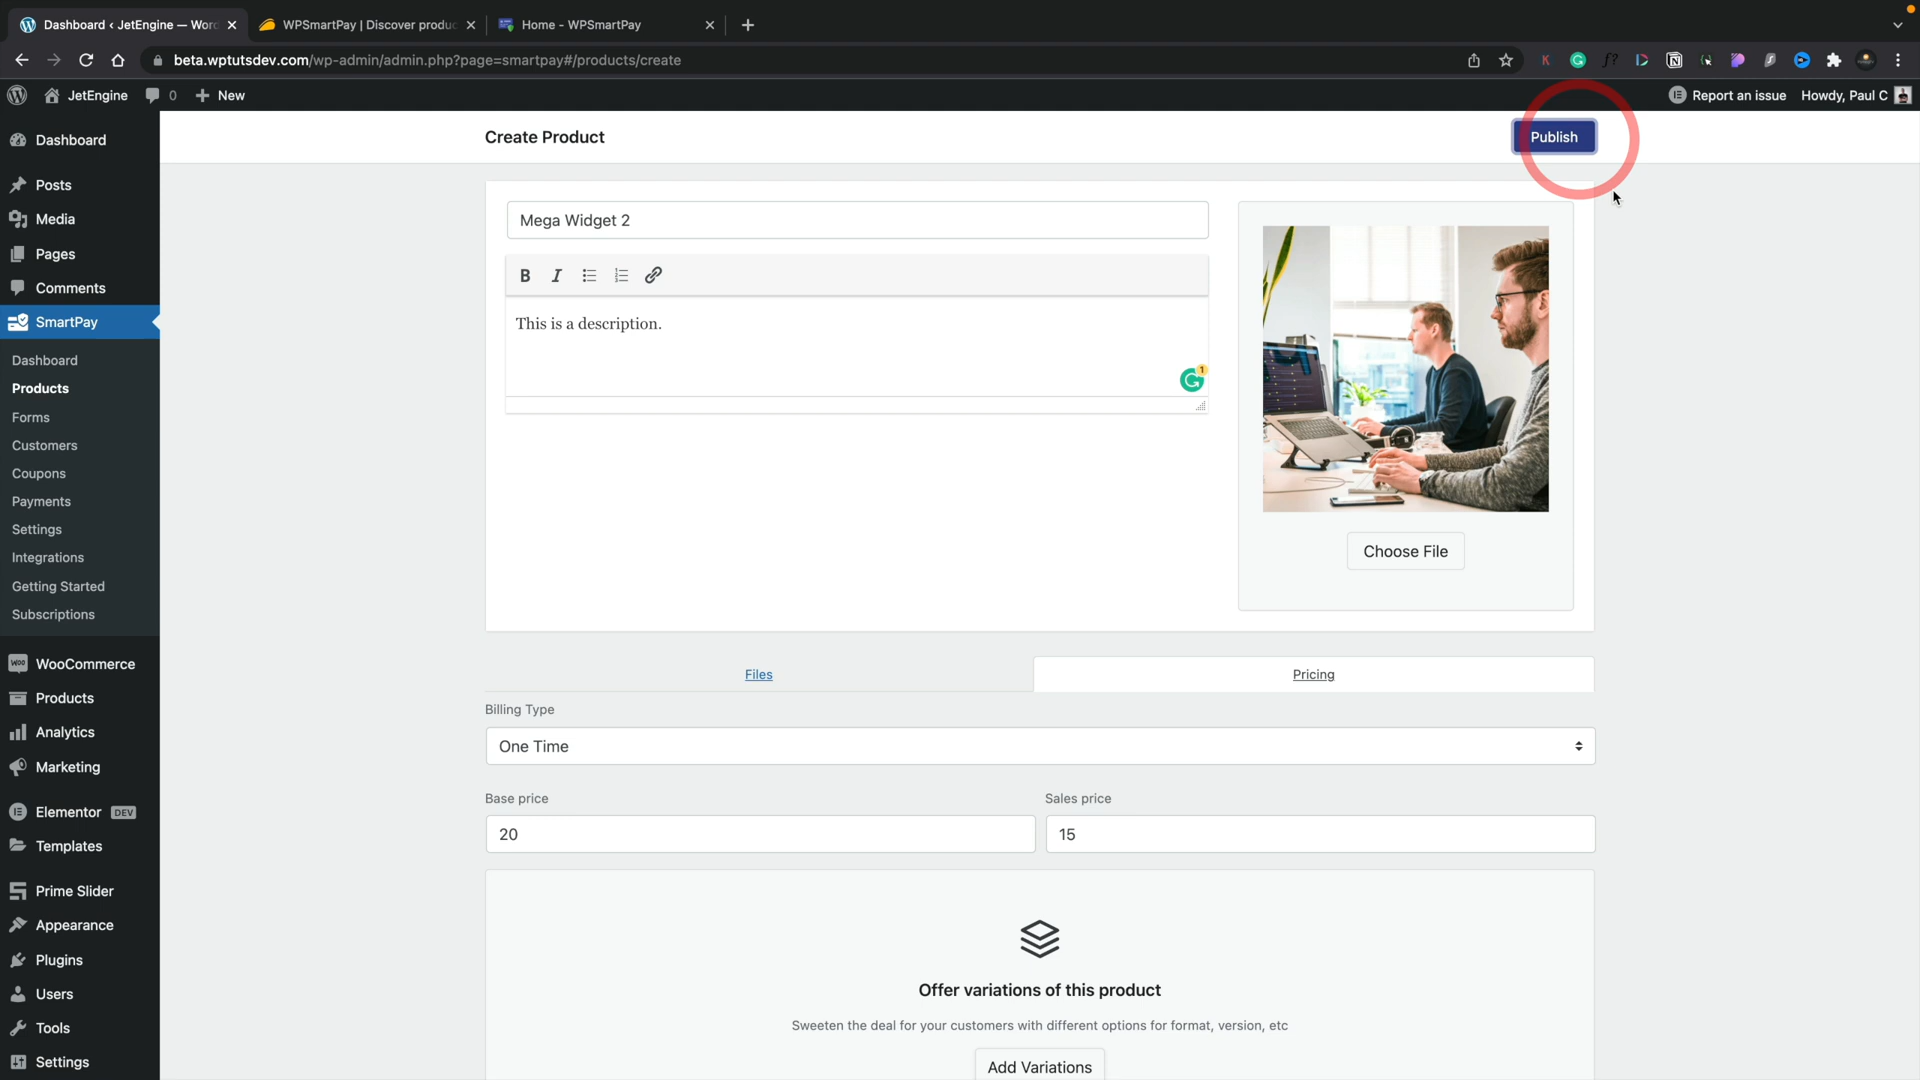 Dashboard ‹ JetEngine — Wor
WPSmartPay | Discover produc
Home - WPSmartPay
beta.wptutsdev.com/wp-admin/admin.php?page=smartpay#/products/create
JetEngine
0
New
Report an issue
Howdy, Paul C
Dashboard
Posts
Media
Pages
Comments
SmartPay
Dashboard
Products
Forms
Customers
Coupons
Payments
Settings
Integrations
Getting Started
Subscriptions
WooCommerce
Products
Analytics
Marketing
Elementor DEV
Templates
Prime Slider
Appearance
Plugins
Users
Tools
Settings
Create Product
Publish
Mega Widget 2
B I
This is a description.
1
Choose File
Files
Pricing
Billing Type
One Time
Base price
Sales price
20
15
Offer variations of this product
Sweeten the deal for your customers with different options for format, version, etc
Add Variations